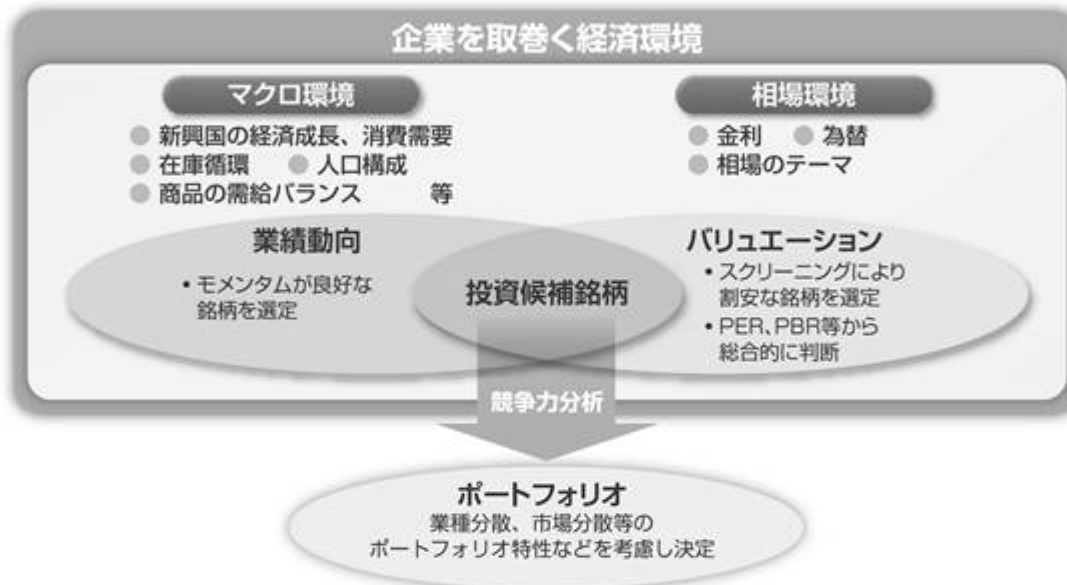 企業を取巻く経済環境
マクロ環境
● 新興国の経済成長、消費需要
● 在庫循環 ● 人口構成
● 商品の需給バランス 等
相場環境
● 金利 ● 為替
● 相場のテーマ
業績動向
• モメンタムが良好な
銘柄を選定
投資候補銘柄
バリュエーション
• スクリーニングにより
割安な銘柄を選定
• PER、PBR等から
総合的に判断
競争力分析
ポートフォリオ
業種分散、市場分散等の
ポートフォリオ特性などを考慮し決定